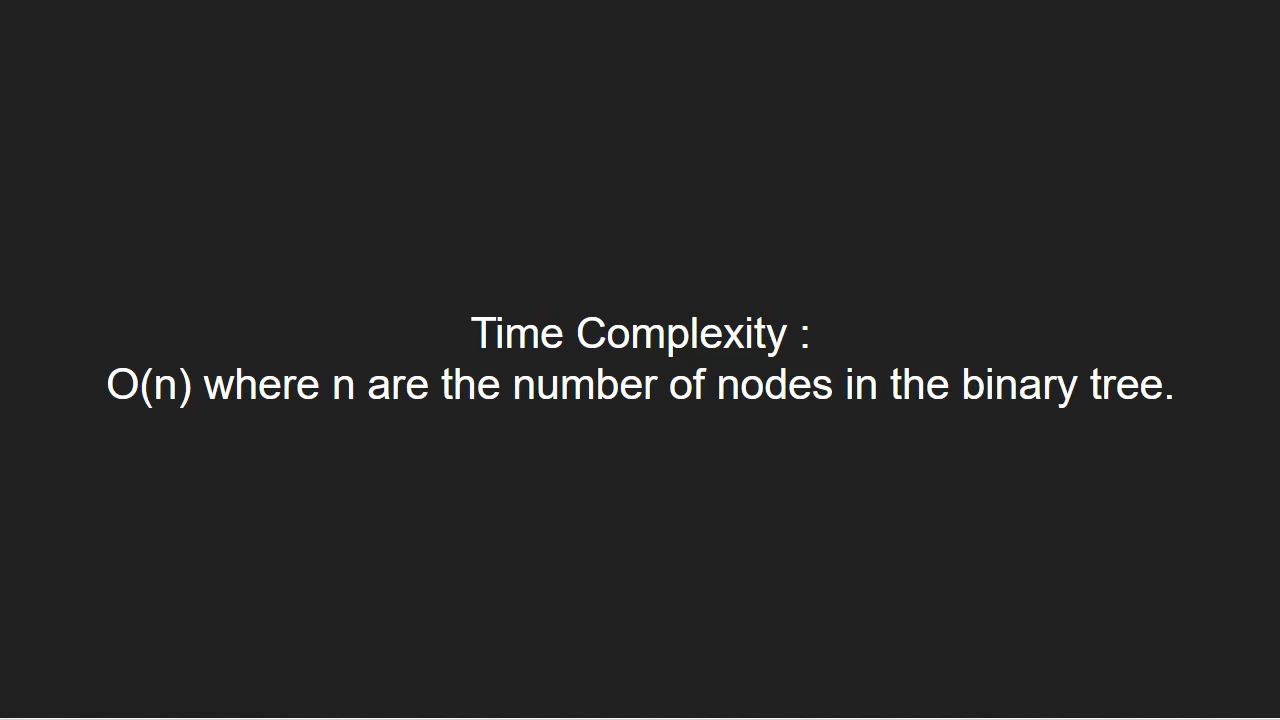 Time Complexity :
O(n) where n are the number of nodes in the binary tree.